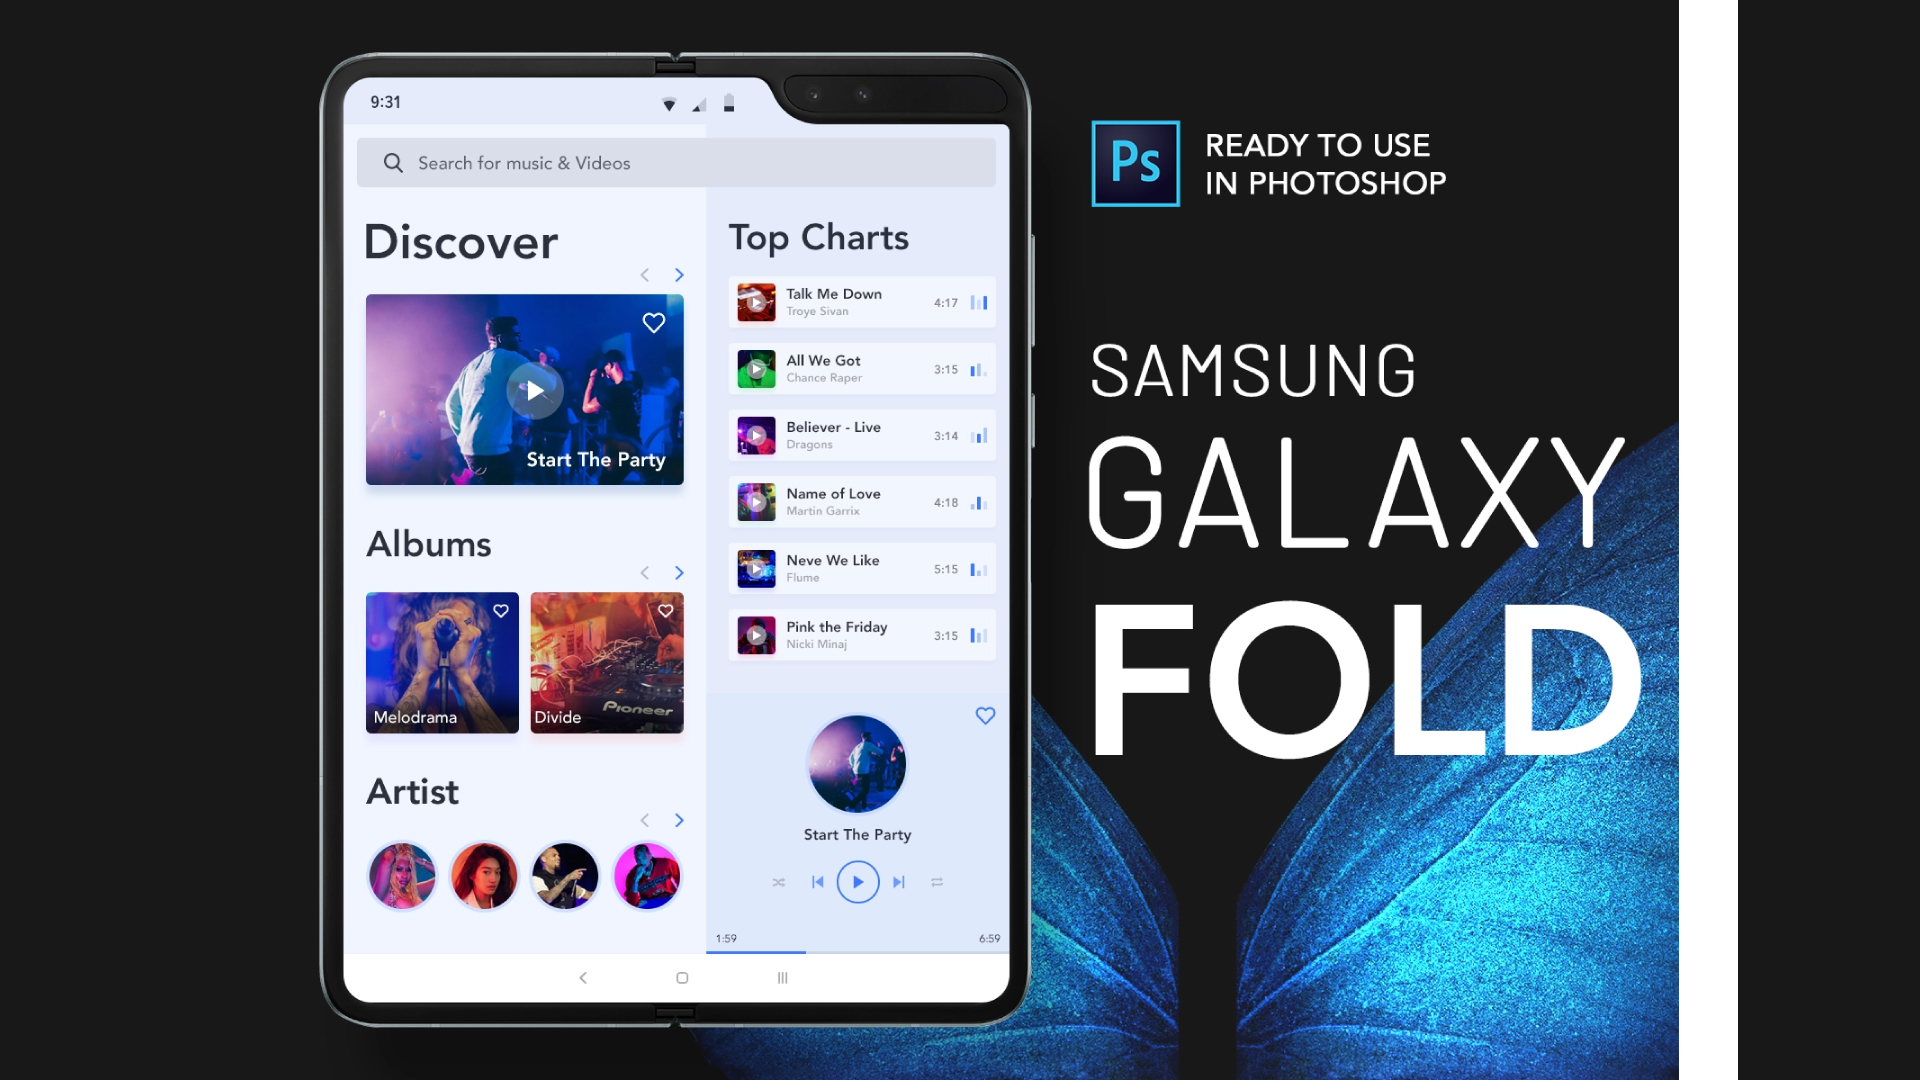 9:31
Search for music & Videos
Discover
Start The Party
Albums
Melodrama
Divide
Pioneer
Artist
Top Charts
Talk Me Down
Troye Sivan
4:17
All We Got
Chance Raper
3:15
Believer - Live
Dragons
3:14
Name of Love
Martin Garrix
4:18
Neve We Like
Flume
5:15
Pink the Friday
Nicki Minaj
3:15
Start The Party
1:59
6:59
Ps
READY TO USE
IN PHOTOSHOP
SAMSUNG
GALAXY
FOLD